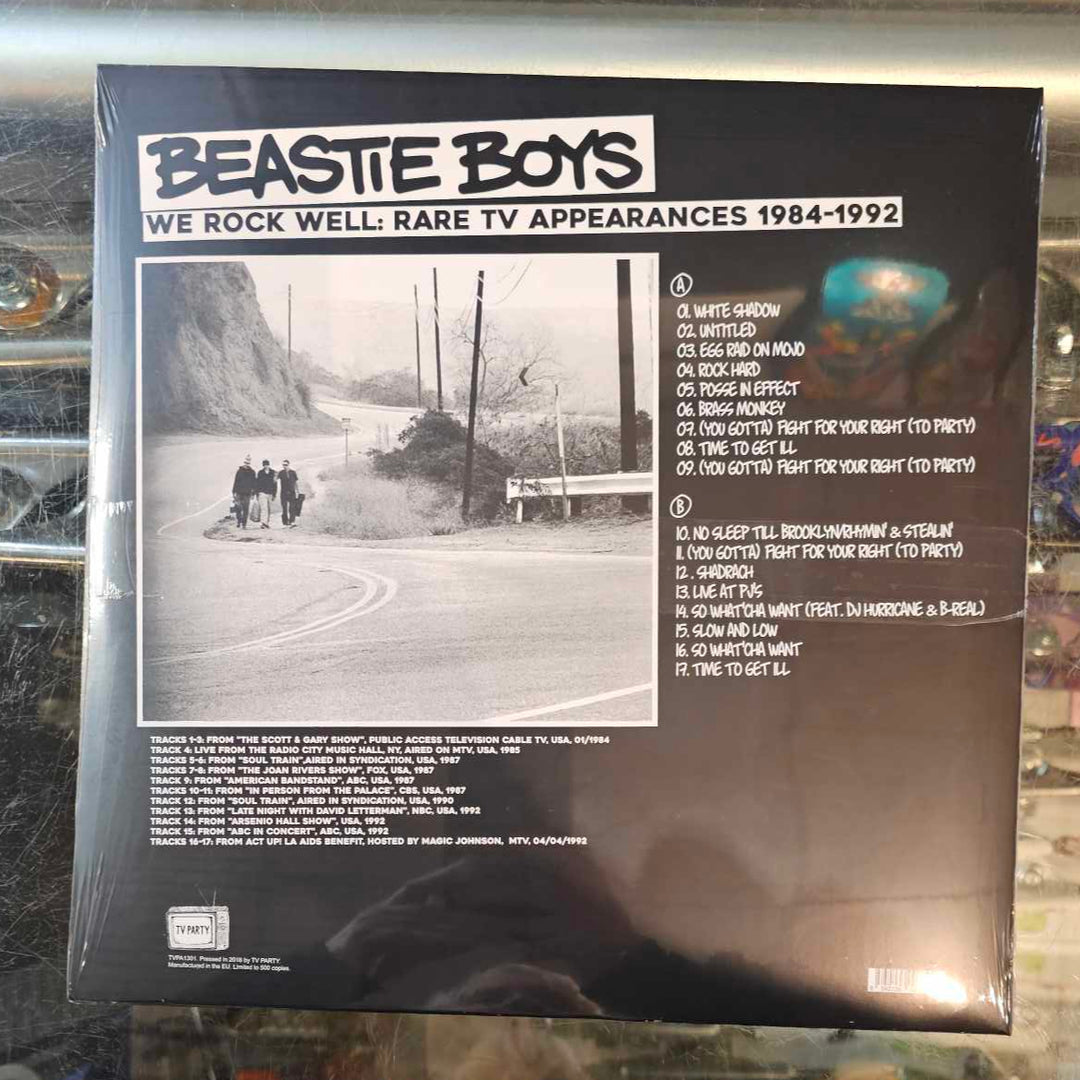 BEASTIE BOYS
WE ROCK WELL: RARE TV APPEARANCES 1984-1992
A
01. WHITE SHADOW
02. UNTITLED
03. EGG RAID ON MOJO
04. ROCK HARD
05. POSSE IN EFFECT
06. BRASS MONKEY
07. (YOU GOTTA) FIGHT FOR YOUR RIGHT (TO PARTY)
08. TIME TO GET ILL
09. (YOU GOTTA) FIGHT FOR YOUR RIGHT (TO PARTY)
B
10. NO SLEEP TILL BROOKLYN/RHYMIN' & STEALIN'
11. (YOU GOTTA) FIGHT FOR YOUR RIGHT (TO PARTY)
12. SHADRACH
13. LIVE AT PJ'S
14. SO WHAT'CHA WANT (FEAT. DJ HURRICANE & B-REAL)
15. SLOW AND LOW
16. SO WHAT'CHA WANT
17. TIME TO GET ILL
TRACKS 1-3: FROM "THE SCOTT & GARY SHOW", PUBLIC ACCESS TELEVISION CABLE TV, USA, 01/1984
TRACK 4: LIVE FROM THE RADIO CITY MUSIC HALL, NY, AIRED ON MTV, USA, 1985
TRACKS 5-6: FROM "SOUL TRAIN",AIRED IN SYNDICATION, USA, 1987
TRACKS 7-8: FROM "THE JOAN RIVERS SHOW", FOX, USA, 1987
TRACK 9: FROM "AMERICAN BANDSTAND", ABC, USA, 1987
TRACKS 10-11: FROM "IN PERSON FROM THE PALACE", CBS, USA, 1987
TRACK 12: FROM "SOUL TRAIN", AIRED IN SYNDICATION, USA, 1990
TRACK 13: FROM "LATE NIGHT WITH DAVID LETTERMAN", NBC, USA, 1992
TRACK 14: FROM "ARSENIO HALL SHOW", USA, 1992
TRACK 15: FROM "ABC IN CONCERT", ABC, USA, 1992
TRACKS 16-17: FROM ACT UP! LA AIDS BENEFIT, HOSTED BY MAGIC JOHNSON, MTV, 04/04/1992
TV PARTY
TVPA1301. Pressed in 2018 by TV PARTY
Manufactured in the EU. Limited to 500 copies.